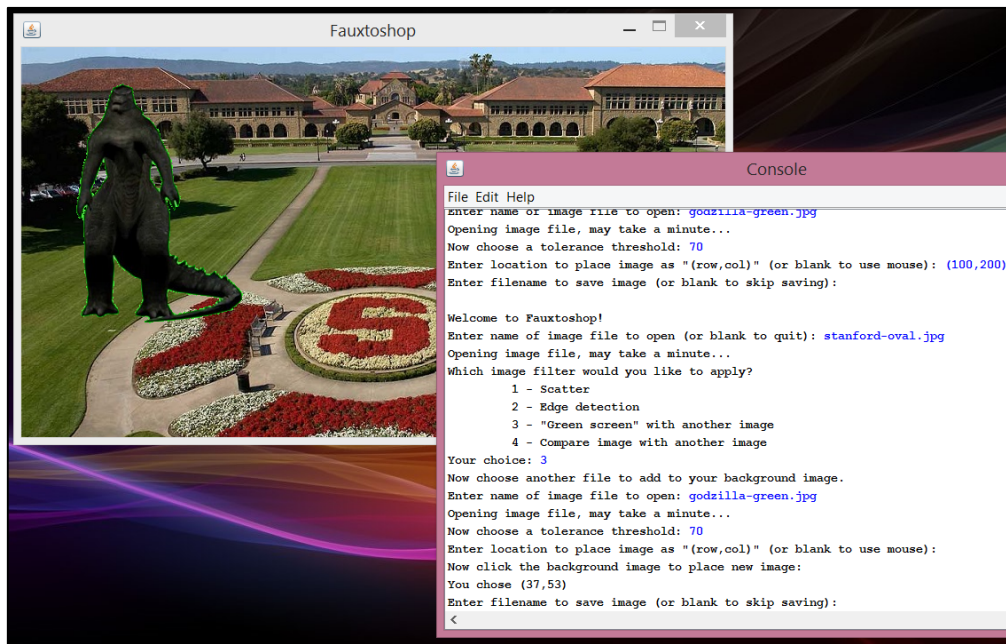 Fauxtoshop
Console
File Edit Help
Enter name of image file to open: godzilla-green.jpg
Opening image file, may take a minute...
Now choose a tolerance threshold: 70
Enter location to place image as "(row,col)" (or blank to use mouse): (100,200)
Enter filename to save image (or blank to skip saving):
Welcome to Fauxtoshop!
Enter name of image file to open (or blank to quit): stanford-oval.jpg
Opening image file, may take a minute...
Which image filter would you like to apply?
1 - Scatter
2 - Edge detection
3 - "Green screen" with another image
4 - Compare image with another image
Your choice: 3
Now choose another file to add to your background image.
Enter name of image file to open: godzilla-green.jpg
Opening image file, may take a minute...
Now choose a tolerance threshold: 70
Enter location to place image as "(row,col)" (or blank to use mouse):
Now click the background image to place new image:
You chose (37,53)
Enter filename to save image (or blank to skip saving):
S